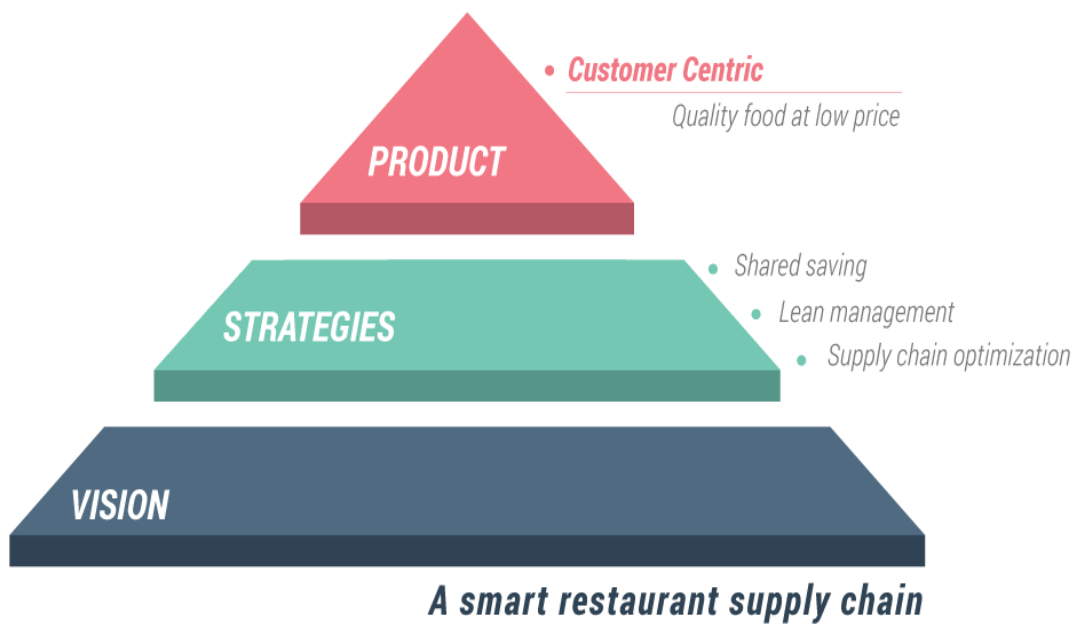 Customer Centric
Quality food at low price
PRODUCT
Shared saving
STRATEGIES
Lean management
Supply chain optimization
VISION
A smart restaurant supply chain